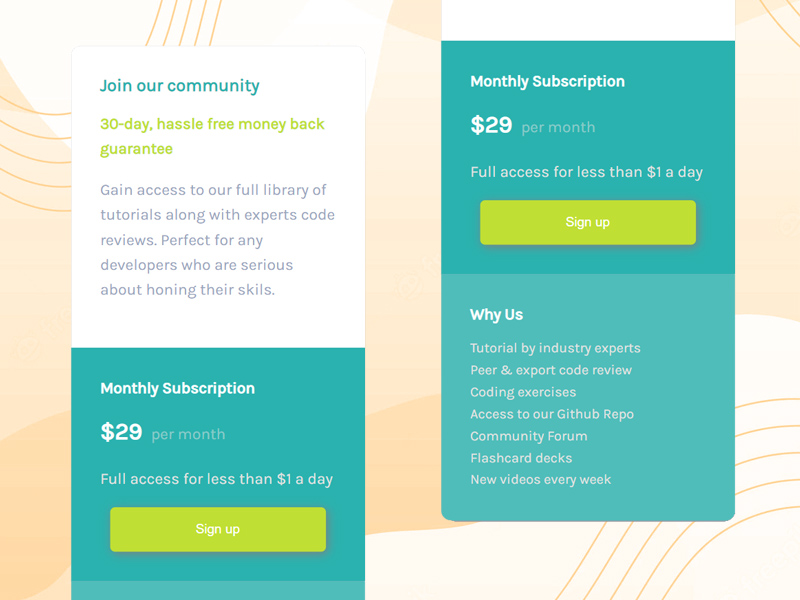 Join our community
30-day, hassle free money back
guarantee
Gain access to our full library of
tutorials along with experts code
reviews. Perfect for any
developers who are serious
about honing their skils.
Monthly Subscription
$29 per month
Full access for less than $1 a day
Sign up
Monthly Subscription
$29 per month
Full access for less than $1 a day
Sign up
Why Us
Tutorial by industry experts
Peer & export code review
Coding exercises
Access to our Github Repo
Community Forum
Flashcard decks
New videos every week